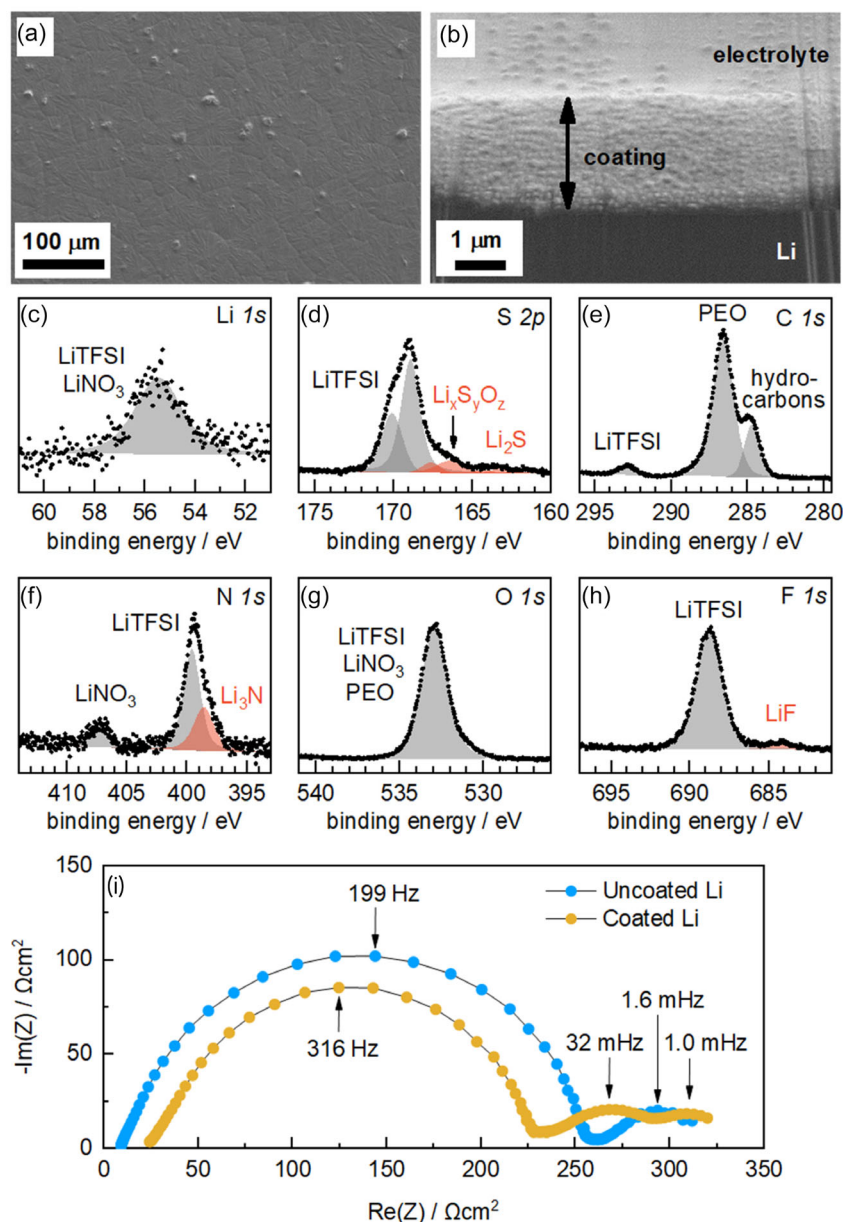 (a)
100 µm
(b)
electrolyte
coating
1 µm
Li
(c)
Li 1s
LiTFSI
LiNO₃
60 58 56 54 52
binding energy / eV
(d)
S 2p
LiTFSI
LiₓSᵧO_z
Li₂S
175 170 165 160
binding energy / eV
(e)
PEO
C 1s
hydro-
carbons
LiTFSI
295 290 285 280
binding energy / eV
(f)
N 1s
LiTFSI
LiNO₃
Li₃N
410 405 400 395
binding energy / eV
(g)
O 1s
LiTFSI
LiNO₃
PEO
540 535 530
binding energy / eV
(h)
LiTFSI
F 1s
LiF
695 690 685
binding energy / eV
(i)
150
100
50
0
-Im(Z) / Ωcm²
199 Hz
316 Hz
Uncoated Li
Coated Li
1.6 mHz
32 mHz
1.0 mHz
0 50 100 150 200 250 300 350
Re(Z) / Ωcm²